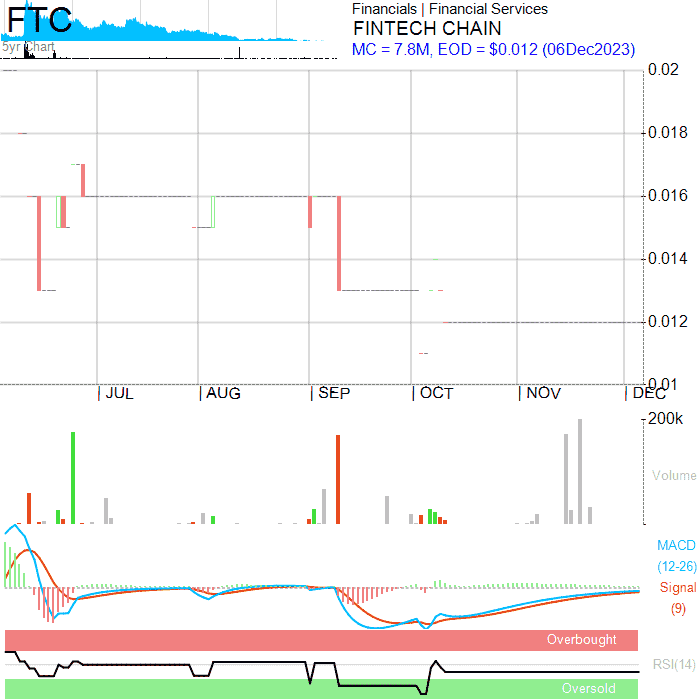 FTC
5yr Chart
Financials | Financial Services
FINTECH CHAIN
MC = 7.8M, EOD = $0.012 (06Dec2023)
0.02
0.018
0.016
0.014
0.012
0.01
JUL
AUG
SEP
OCT
NOV
DEC
200k
Volume
MACD
(12-26)
Signal
(9)
Overbought
RSI(14)
Oversold